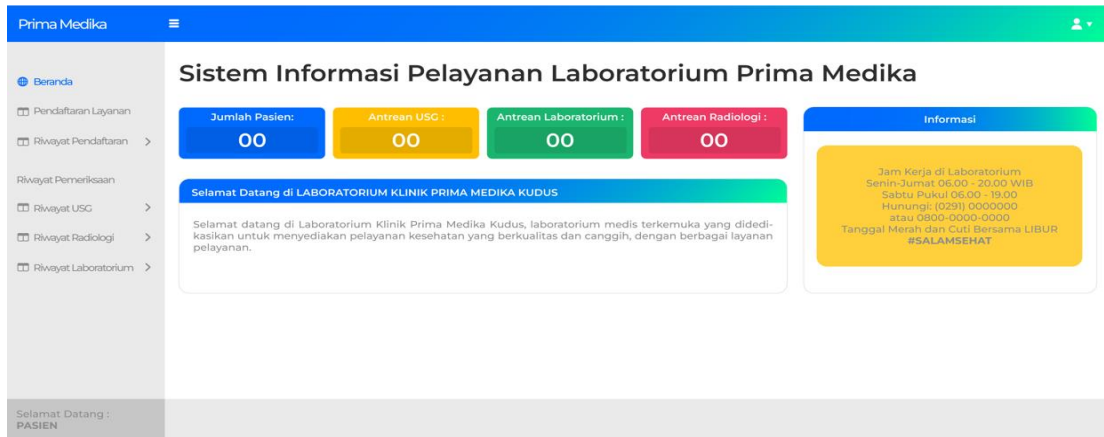 Prima Medika
Beranda
Pendaftaran Layanan
Riwayat Pendaftaran
Riwayat Pemeriksaan
Riwayat USG
Riwayat Radiologi
Riwayat Laboratorium
Selamat Datang :
PASIEN
Sistem Informasi Pelayanan Laboratorium Prima Medika
Jumlah Pasien:
00
Antrean USG :
00
Antrean Laboratorium :
00
Antrean Radiologi :
00
Selamat Datang di LABORATORIUM KLINIK PRIMA MEDIKA KUDUS
Selamat datang di Laboratorium Klinik Prima Medika Kudus, laboratorium medis terkemuka yang didedi-
kasikan untuk menyediakan pelayanan kesehatan yang berkualitas dan canggih, dengan berbagai layanan
pelayanan.
Informasi
Jam Kerja di Laboratorium
Senin-Jumat 06.00 - 20.00 WIB
Sabtu Pukul 06.00 - 19.00
Hunungi: (0291) 0000000
atau 0800-0000-0000
Tanggal Merah dan Cuti Bersama LIBUR
#SALAMSEHAT